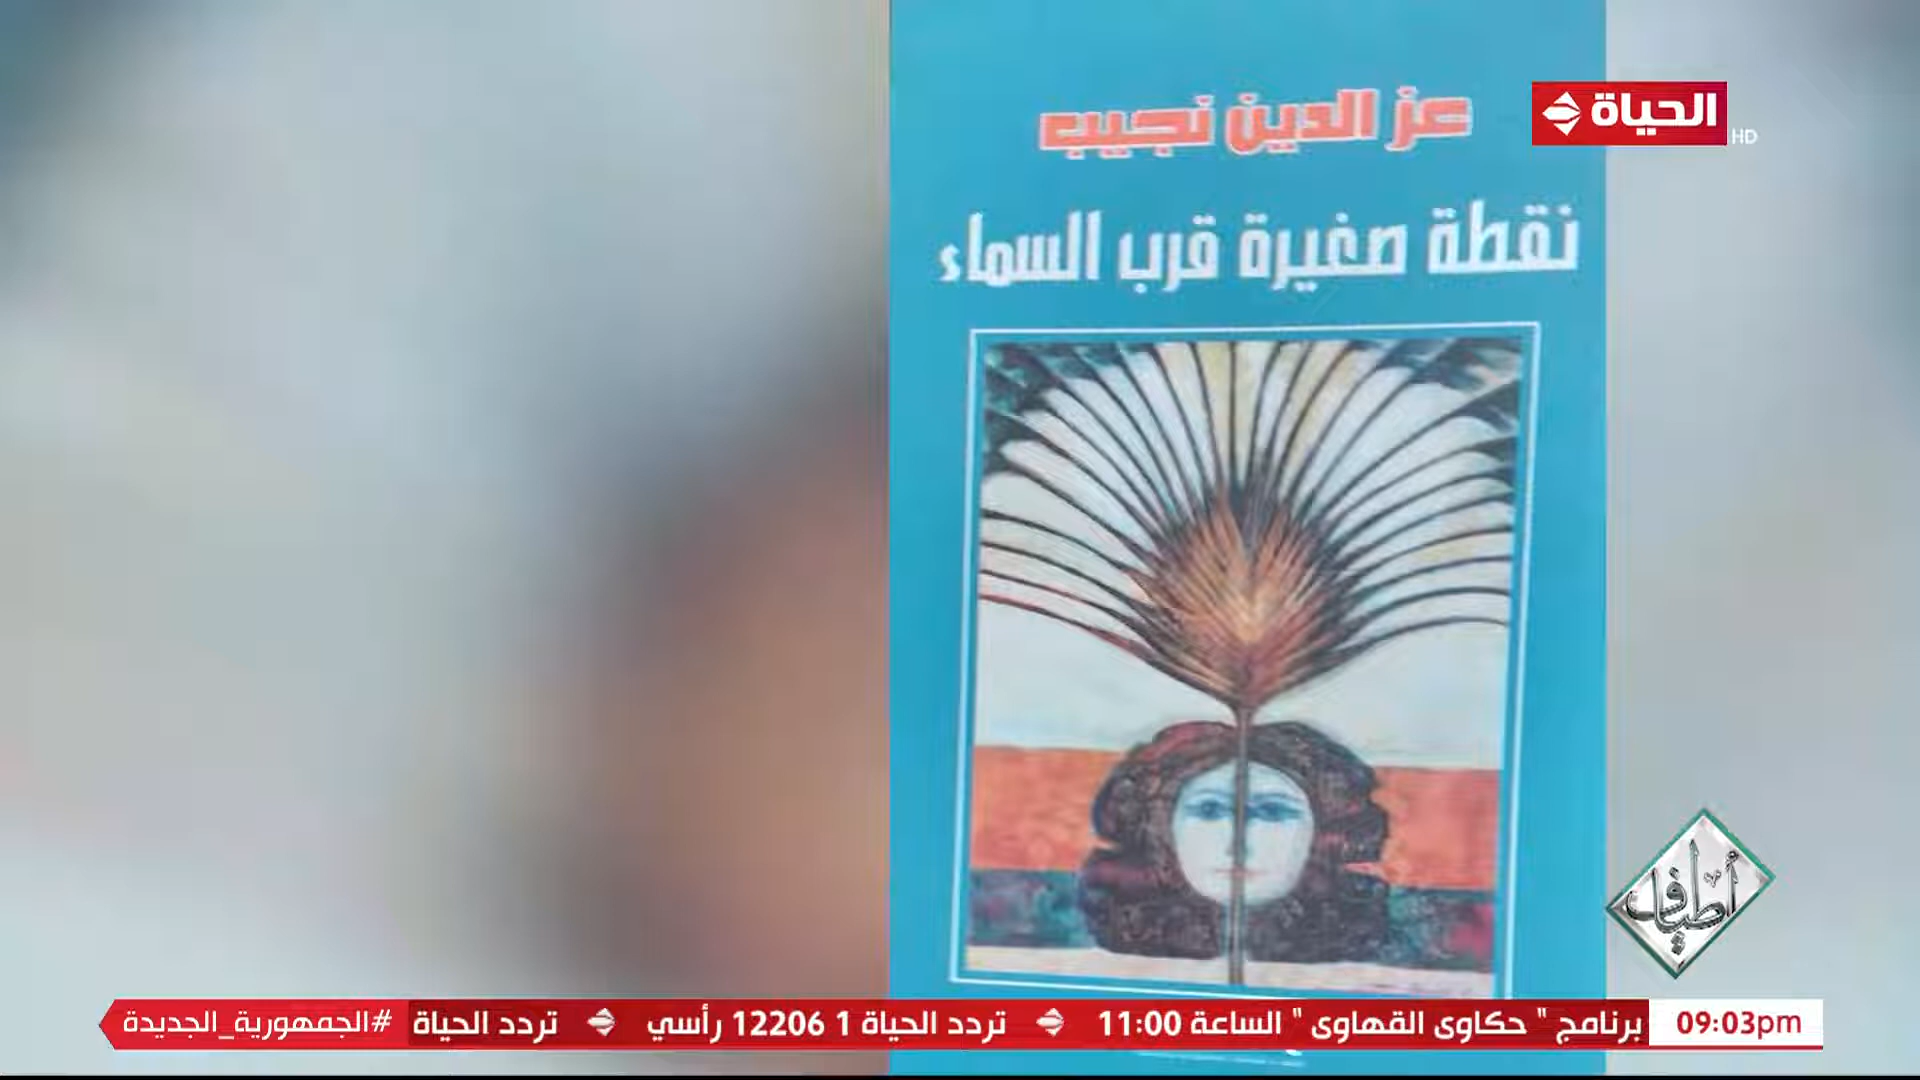 عز الدين نجيب
نقطة صغيرة قرب السماء
الحياة
HD
أطياف
09:03pm
برنامج " حكاوى القهاوى " الساعة 11:00 تردد الحياة 1 12206 رأسي تردد الحياة
#الجمهورية_الجديدة